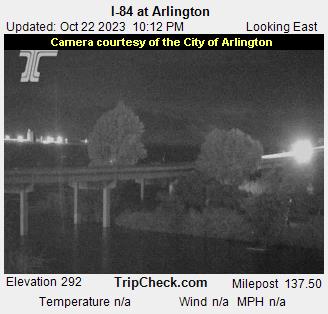 I-84 at Arlington
Updated: Oct 22 2023 10:12 PM Looking East
Camera courtesy of the City of Arlington
Elevation 292 TripCheck.com Milepost 137.50
Temperature n/a Wind n/a MPH n/a